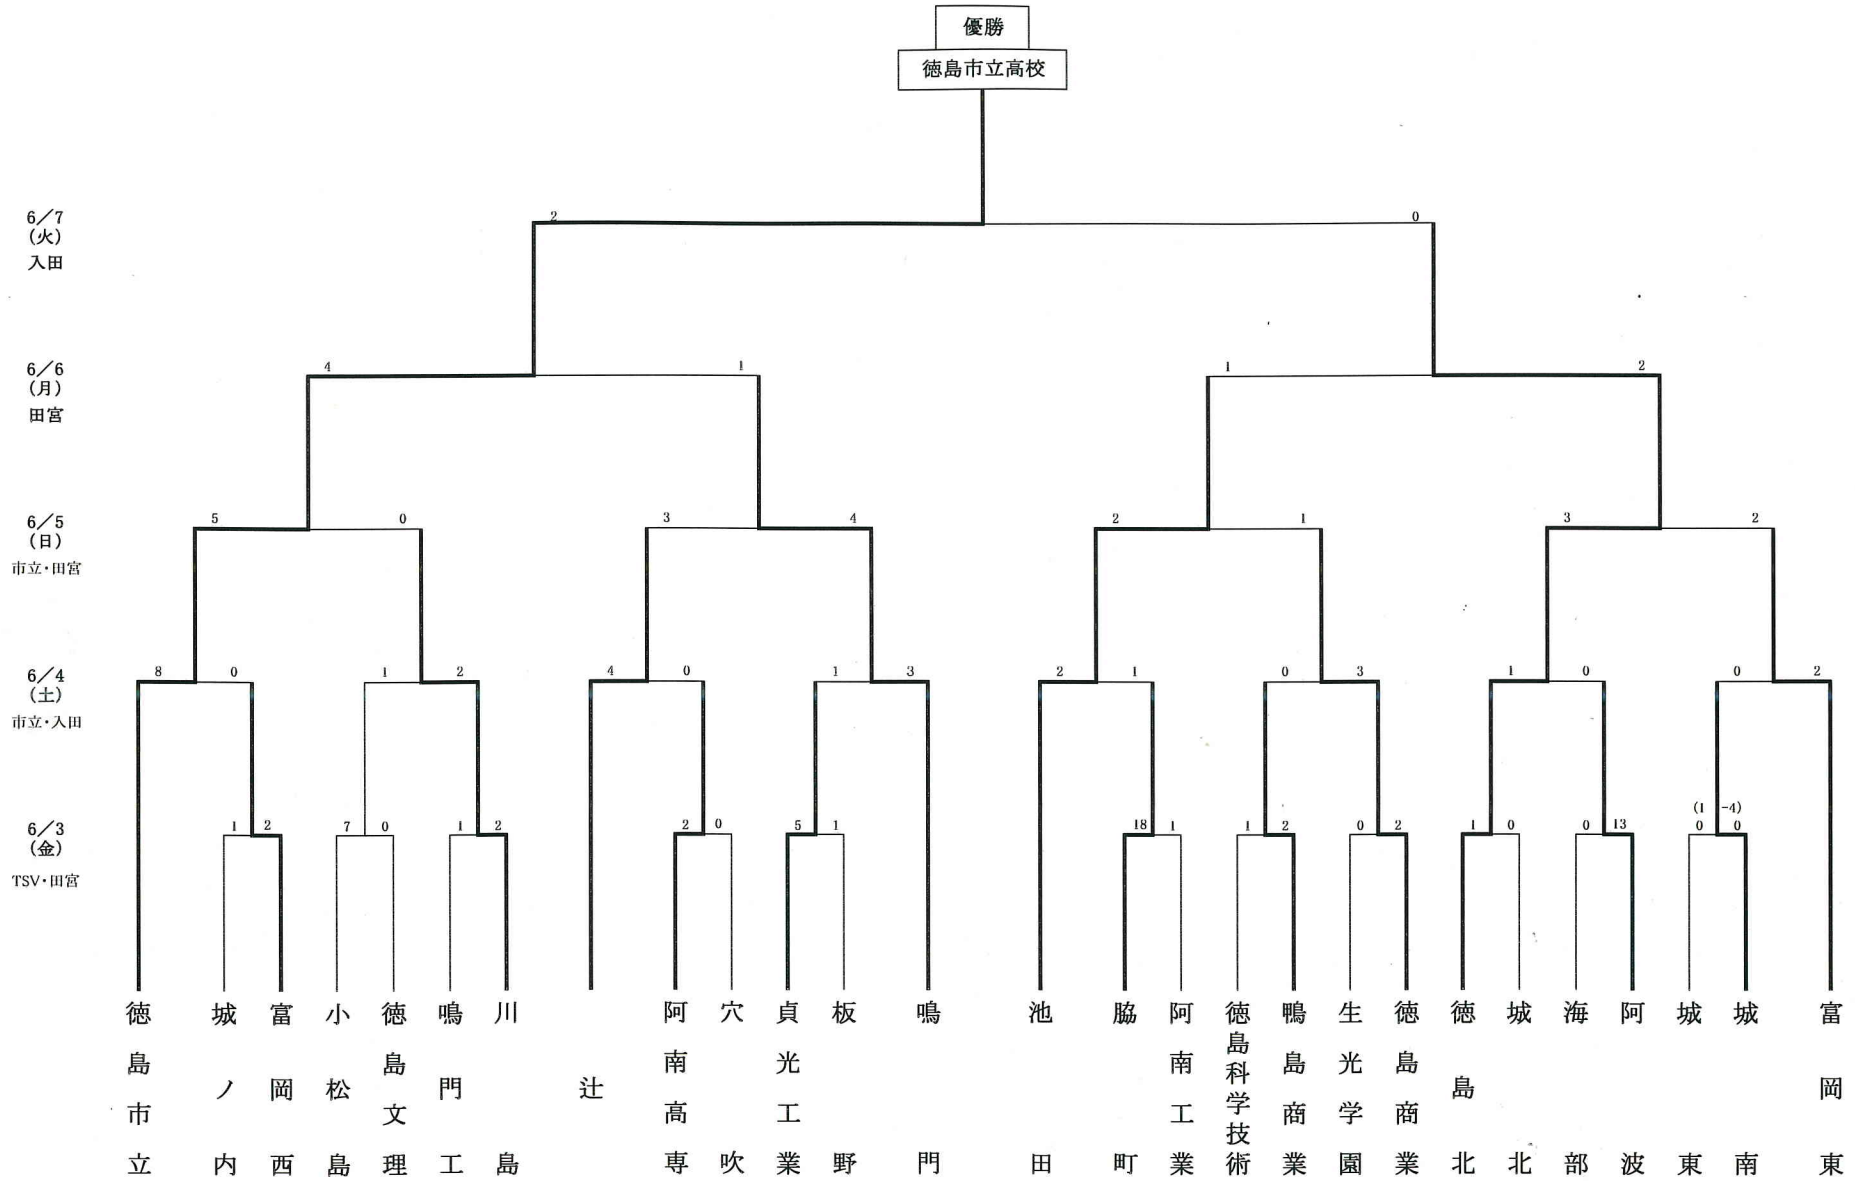 優勝
徳島市立高校
6/7
(火)
入田
2 0
6/6
(月)
田宮
4 1 1 2
6/5
(日)
市立・田宮
5 0 3 4 2 1 3 2
6/4
(土)
市立・入田
8 0 1 2 4 0 1 3 2 1 0 3 1 0 0 2
(1 -4)
6/3
(金)
TSV・田宮
1 2 7 0 1 2 2 0 5 1 18 1 1 2 0 2 1 0 0 13 0 0
徳島市立
城ノ内
富岡西
小松島
徳島文理
鳴門工
川島
辻
阿南高専
穴吹
貞光工業
板野
鳴門
池田
脇町
阿南工業
徳島科学技術
鴨島商業
生光学園
徳島商業
徳島北
城北
海部
阿波
城東
城南
富岡東